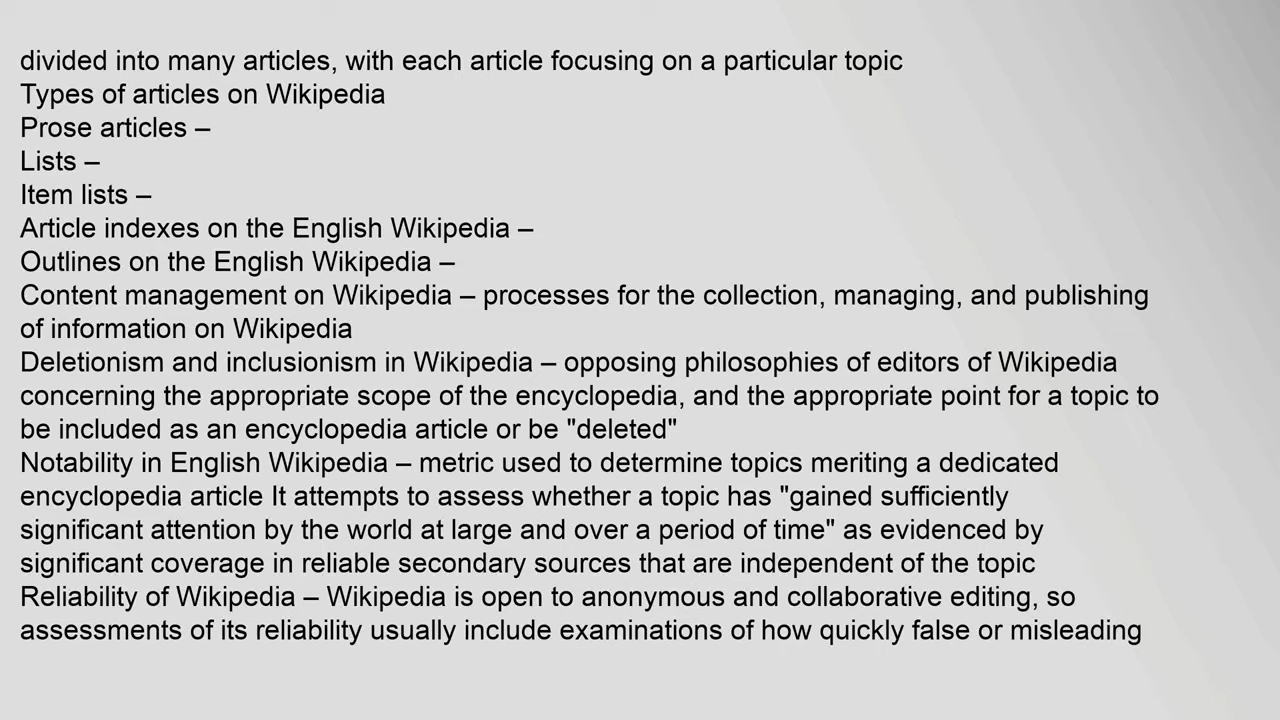 divided into many articles, with each article focusing on a particular topic
Types of articles on Wikipedia
Prose articles –
Lists –
Item lists –
Article indexes on the English Wikipedia –
Outlines on the English Wikipedia –
Content management on Wikipedia – processes for the collection, managing, and publishing
of information on Wikipedia
Deletionism and inclusionism in Wikipedia – opposing philosophies of editors of Wikipedia
concerning the appropriate scope of the encyclopedia, and the appropriate point for a topic to
be included as an encyclopedia article or be "deleted"
Notability in English Wikipedia – metric used to determine topics meriting a dedicated
encyclopedia article It attempts to assess whether a topic has "gained sufficiently
significant attention by the world at large and over a period of time" as evidenced by
significant coverage in reliable secondary sources that are independent of the topic
Reliability of Wikipedia – Wikipedia is open to anonymous and collaborative editing, so
assessments of its reliability usually include examinations of how quickly false or misleading